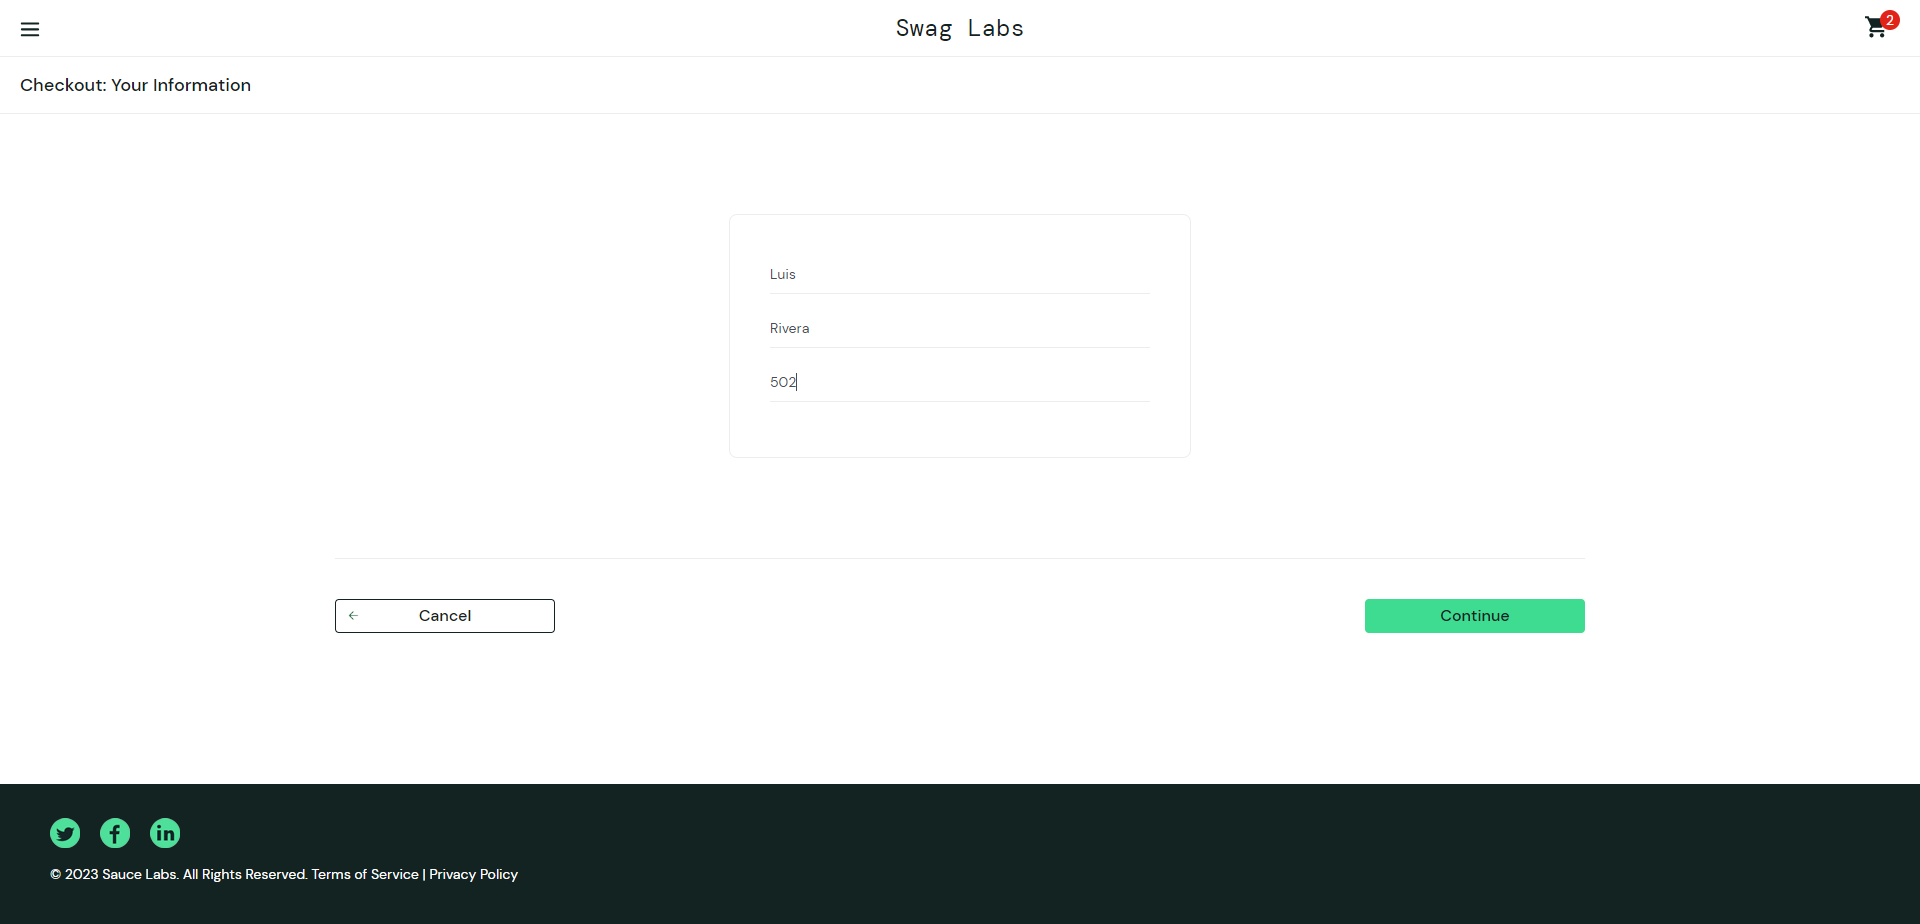 Swag Labs
2
Checkout: Your Information
Luis
Rivera
502
Cancel
Continue
© 2023 Sauce Labs. All Rights Reserved. Terms of Service | Privacy Policy